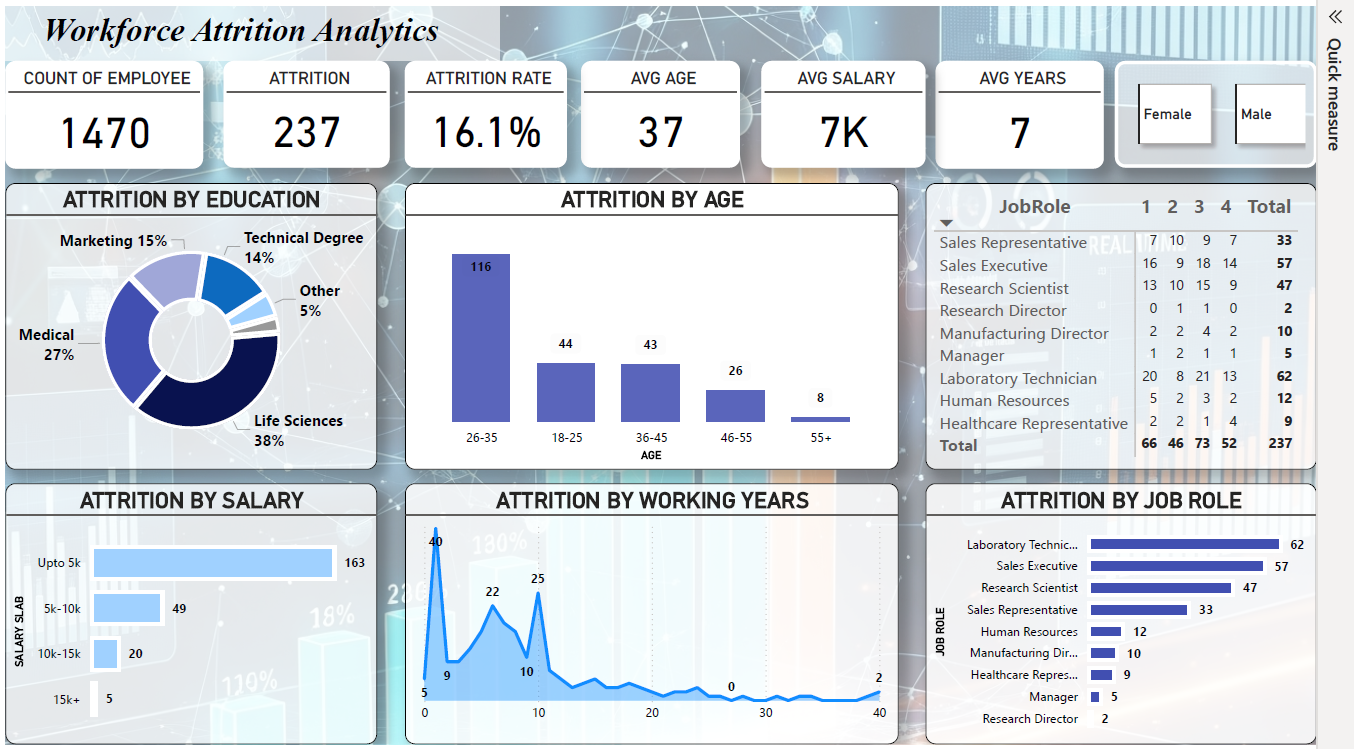 Workforce Attrition Analytics
Quick measure
COUNT OF EMPLOYEE
1470
ATTRITION
237
ATTRITION RATE
16.1%
AVG AGE
37
AVG SALARY
7K
AVG YEARS
7
Female
Male
ATTRITION BY EDUCATION
Marketing 15%
Technical Degree
14%
Other
5%
Medical
27%
Life Sciences
38%
ATTRITION BY AGE
116
44
43
26
8
26-35 18-25 36-45 46-55 55+
AGE
JobRole 1 2 3 4 Total
Sales Representative 7 10 9 7 33
Sales Executive 16 9 18 14 57
Research Scientist 13 10 15 9 47
Research Director 0 1 1 0 2
Manufacturing Director 2 2 4 2 10
Manager 1 2 1 1 5
Laboratory Technician 20 8 21 13 62
Human Resources 5 2 3 2 12
Healthcare Representative 2 2 1 4 9
Total 66 46 73 52 237
ATTRITION BY SALARY
SALARY SLAB
Upto 5k 163
5k-10k 49
10k-15k 20
15k+ 5
ATTRITION BY WORKING YEARS
40
25
22
10
9
5
0
2
0 10 20 30 40
130%
18%
110%
ATTRITION BY JOB ROLE
JOB ROLE
Laboratory Technic... 62
Sales Executive 57
Research Scientist 47
Sales Representative 33
Human Resources 12
Manufacturing Dir... 10
Healthcare Repres... 9
Manager 5
Research Director 2